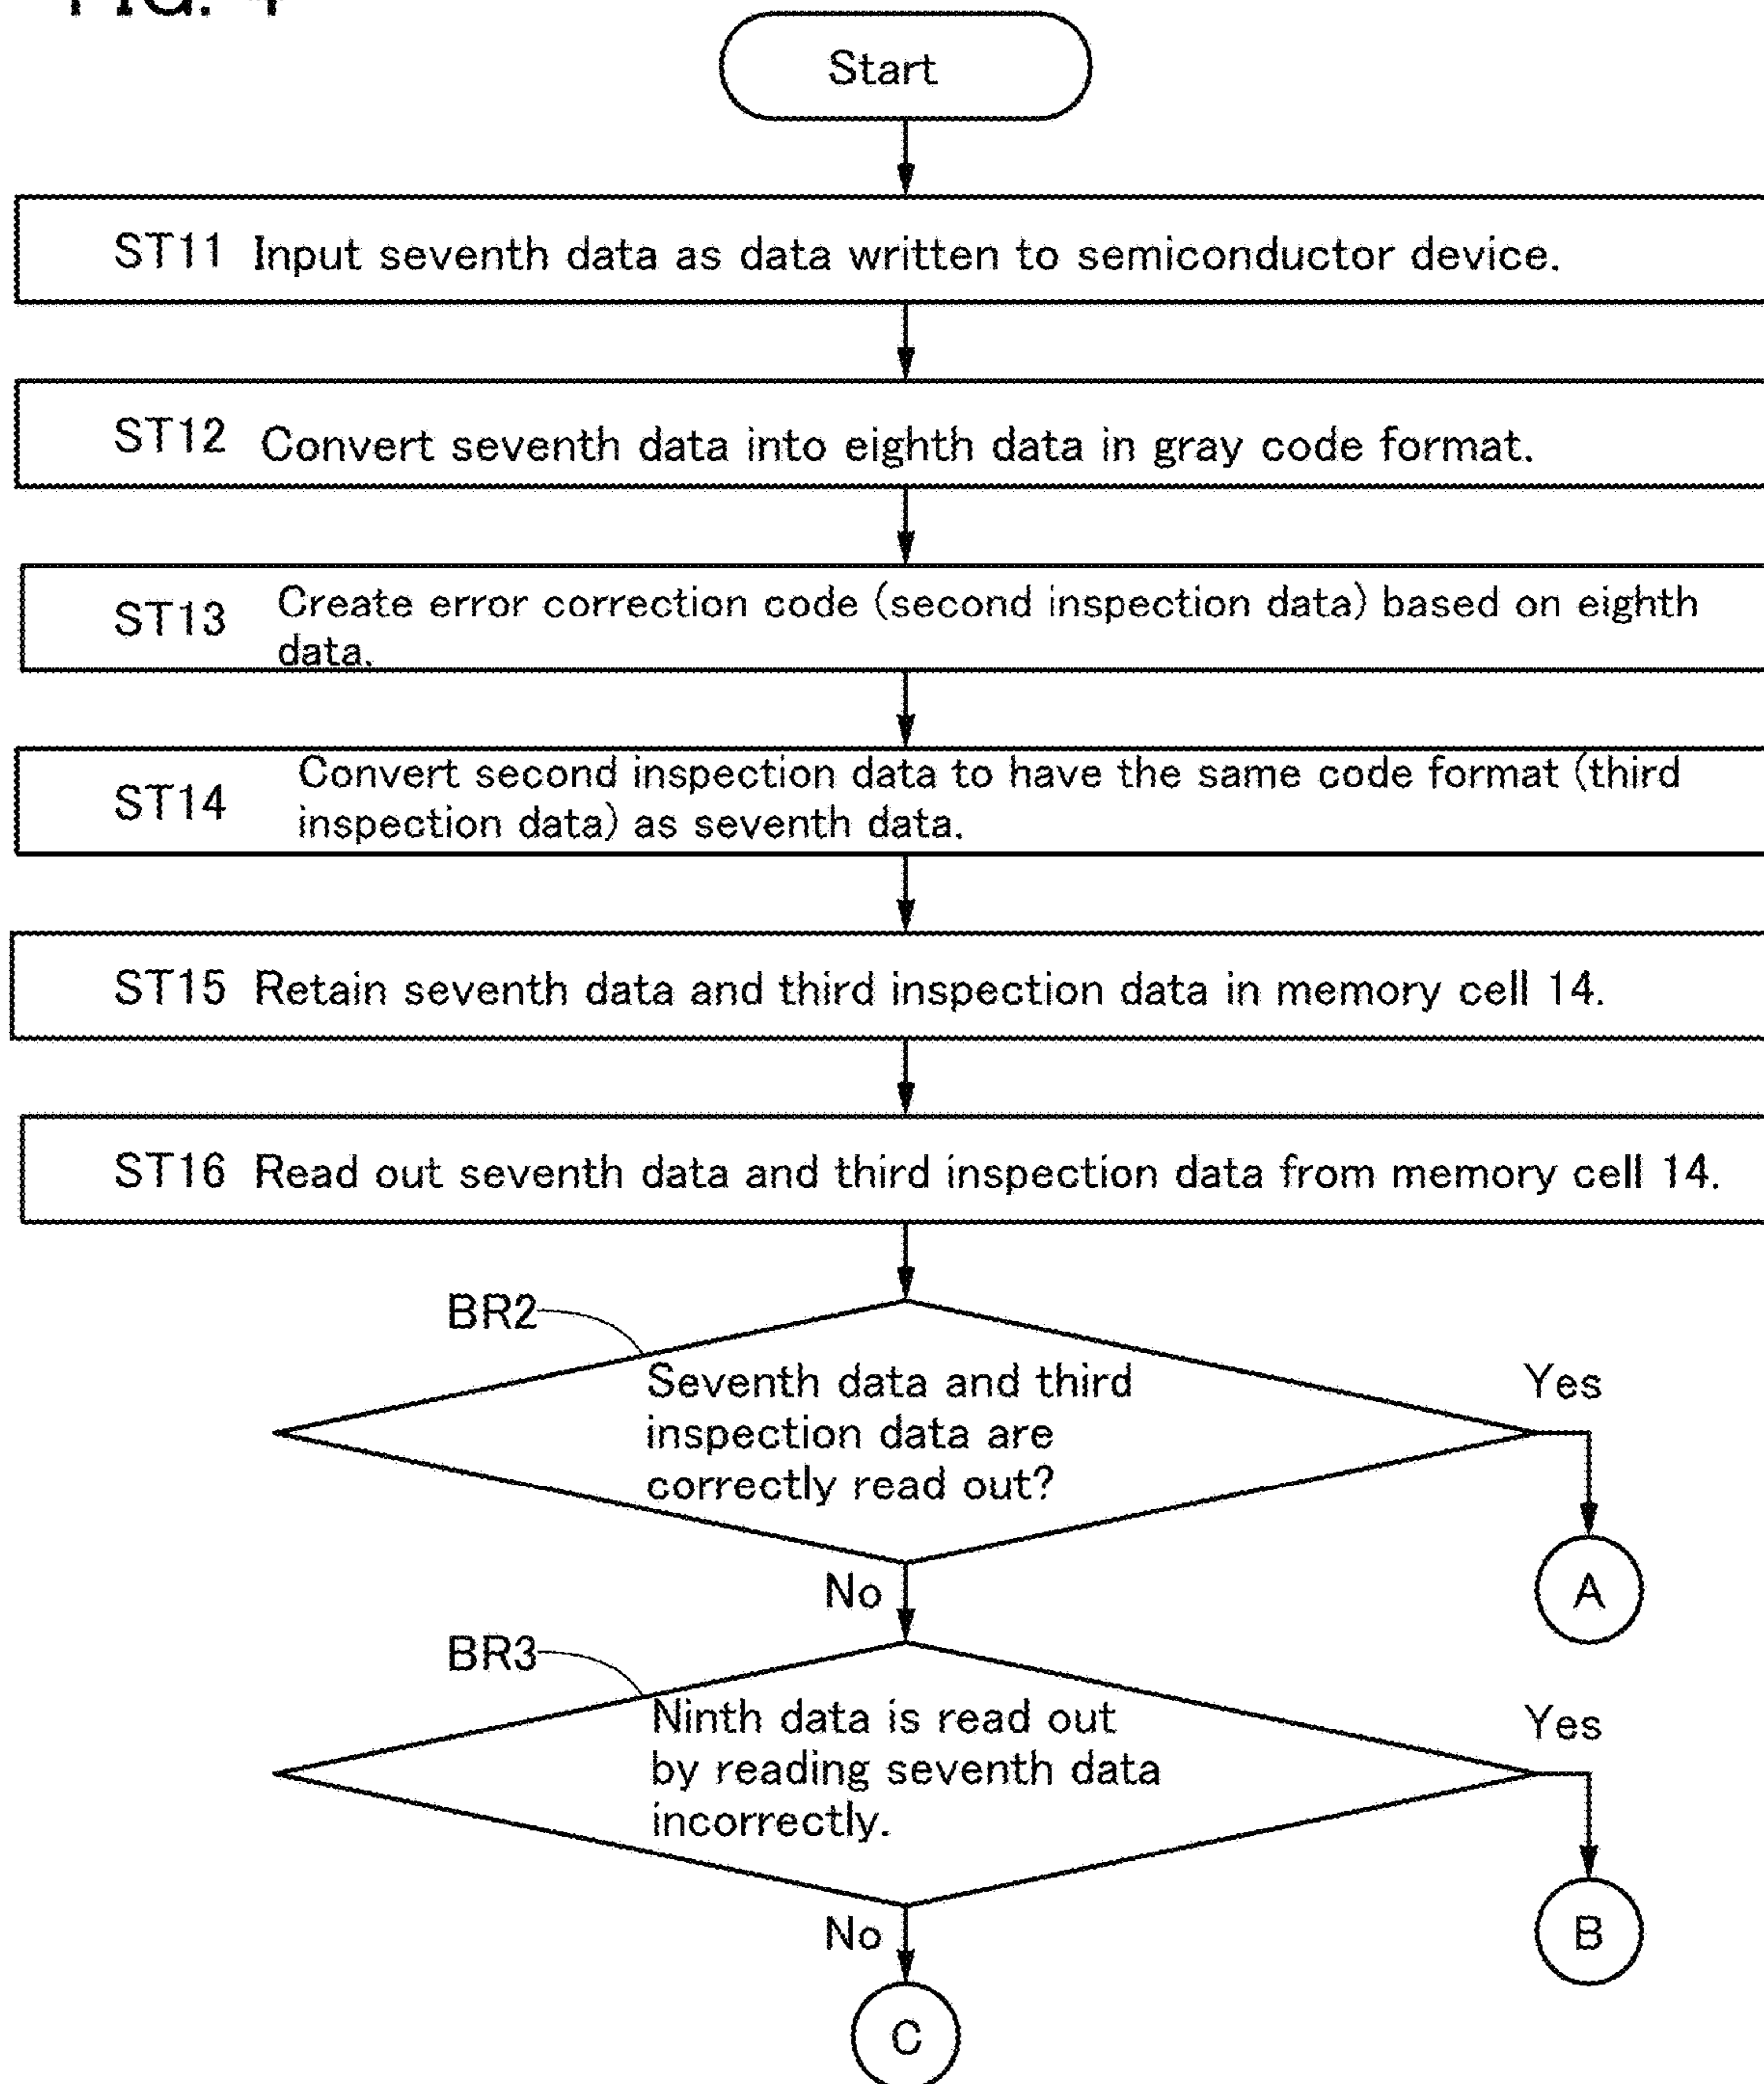 FIG. 4
Start
ST11 Input seventh data as data written to semiconductor device.
ST12 Convert seventh data into eighth data in gray code format.
ST13 Create error correction code (second inspection data) based on eighth
data.
ST14 Convert second inspection data to have the same code format (third
inspection data) as seventh data.
ST15 Retain seventh data and third inspection data in memory cell 14.
ST16 Read out seventh data and third inspection data from memory cell 14.
BR2
Seventh data and third
inspection data are
correctly read out?
Yes
A
No
BR3
Ninth data is read out
by reading seventh data
incorrectly.
Yes
B
No
C